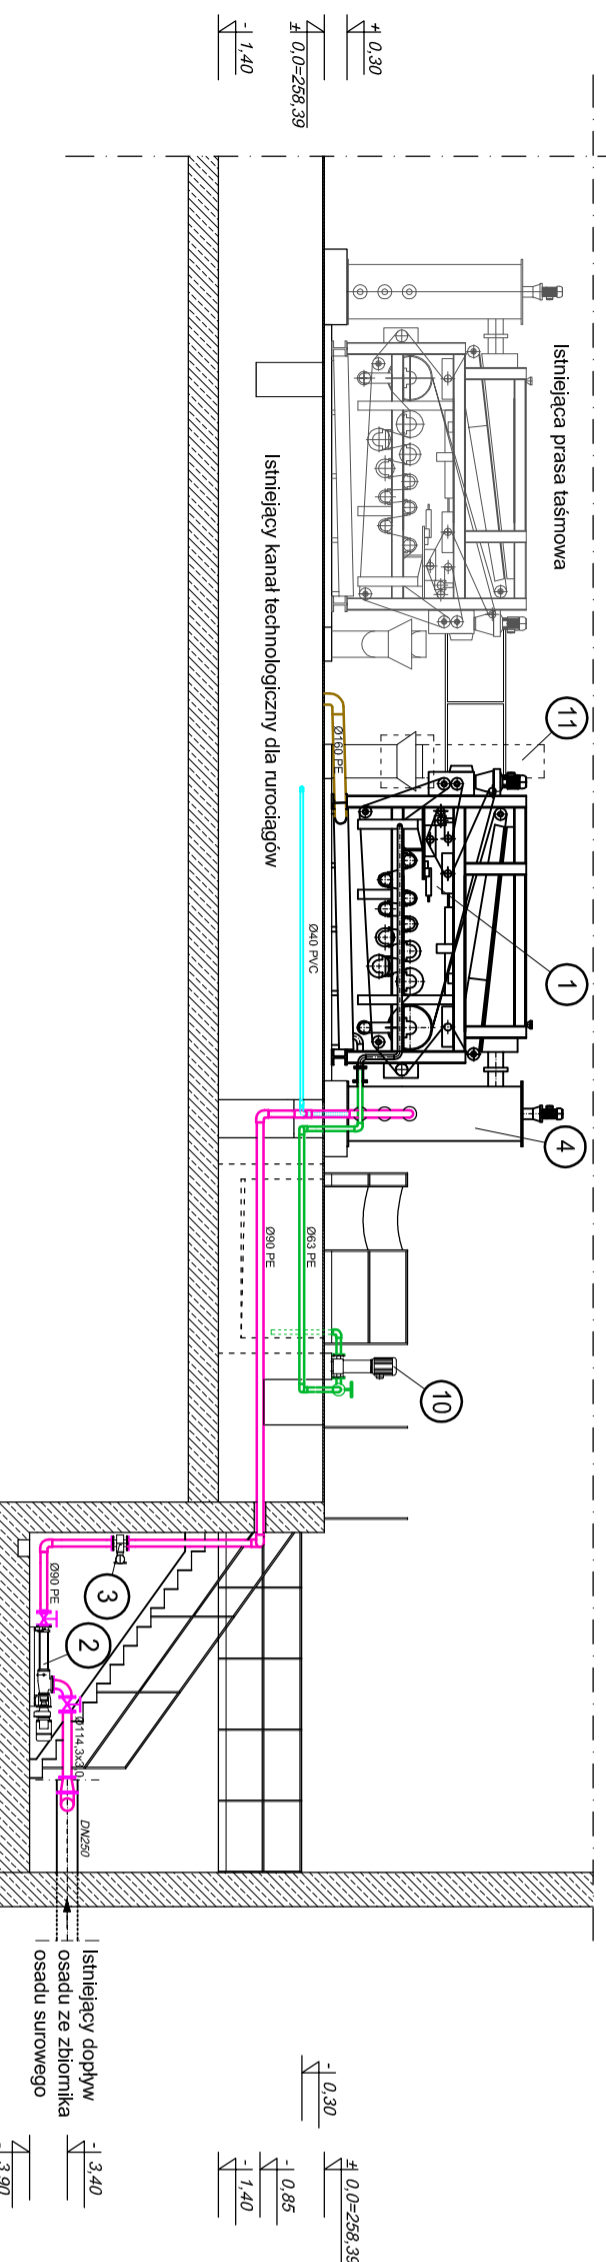 + 0,30
± 0,0=258,39
- 1,40
Istniejąca prasa taśmowa
Istniejący kanał technologiczny dla rurociągów
11
Ø160 PE
1
Ø40 PVC
4
Ø63 PE
Ø90 PE
10
3
Ø90 PE
2
Ø114,3x3,0
DN250
Istniejący dopływ
osadu ze zbiornika
osadu surowego
- 0,30
± 0,0=258,39
- 0,85
- 1,40
- 3,40
- 3,90